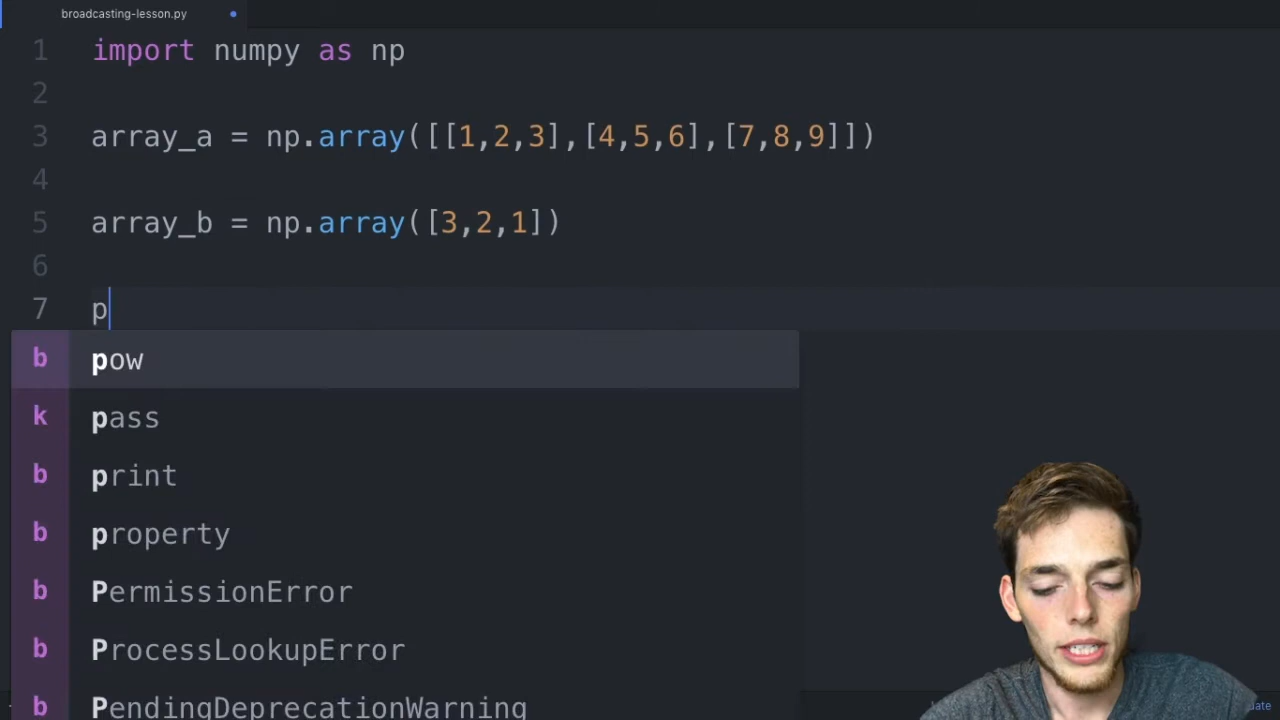 broadcasting-lesson.py
1 import numpy as np
2
3 array_a = np.array([[1,2,3],[4,5,6],[7,8,9]])
4
5 array_b = np.array([3,2,1])
6
7 p
b pow
k pass
b print
b property
b PermissionError
b ProcessLookupError
b PendingDeprecationWarning